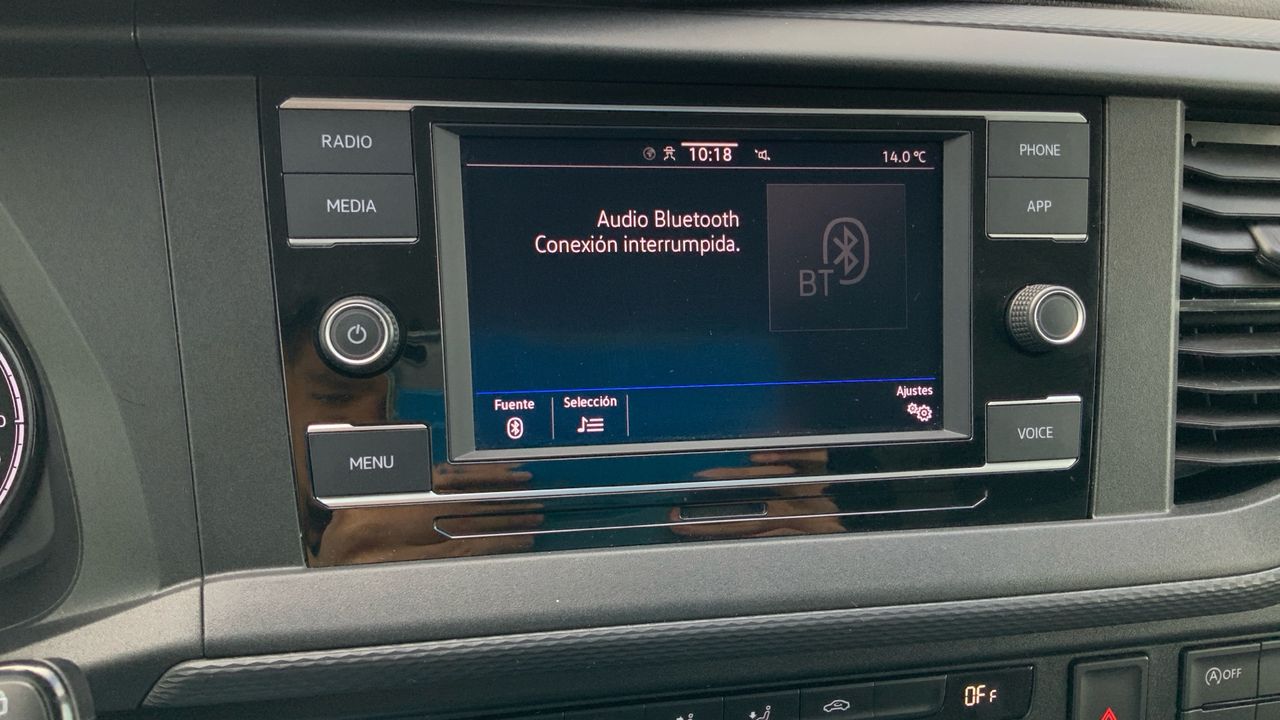 RADIO
MEDIA
MENU
10:18
14.0 °C
Audio Bluetooth
Conexión interrumpida.
BT
Fuente
Selección
Ajustes
PHONE
APP
VOICE
OFF
A OFF